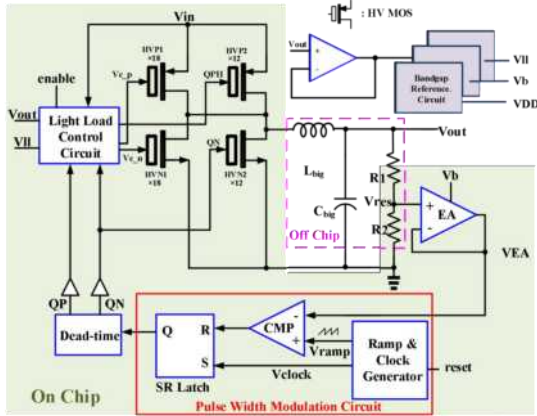 : HV MOS
Vin
HVP1
×18
HVP2
×12
Vc_p
QPH
enable
Vout
Vll
Light Load
Control
Circuit
Vc_n
QN
HVN1
×18
HVN2
×12
Vout
Bandgap
Reference.
Circuit
Vll
Vb
VDD
Vout
L big
C big
R1
Vres
R2
Off Chip
Vb
+
EA
-
VEA
QP
QN
Dead-time
Q
R
S
SR Latch
CMP
-
+
Vramp
Vclock
Ramp &
Clock
Generator
reset
On Chip
Pulse Width Modulation Circuit